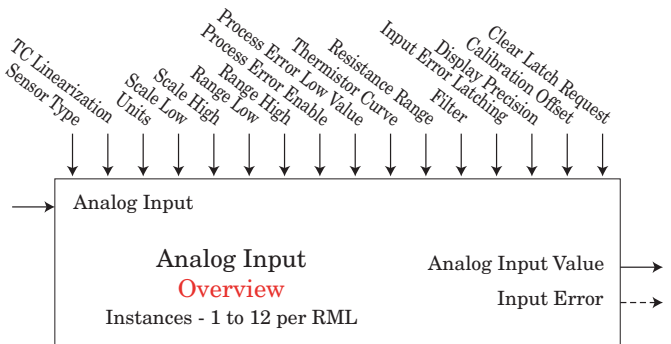 Sensor Type
TC Linearization
Units
Scale Low
Scale High
Range Low
Range High
Process Error Enable
Process Error Low Value
Thermistor Curve
Resistance Range
Filter
Input Error Latching
Display Precision
Calibration Offset
Clear Latch Request
Analog Input
Analog Input
Overview
Instances - 1 to 12 per RML
Analog Input Value
Input Error